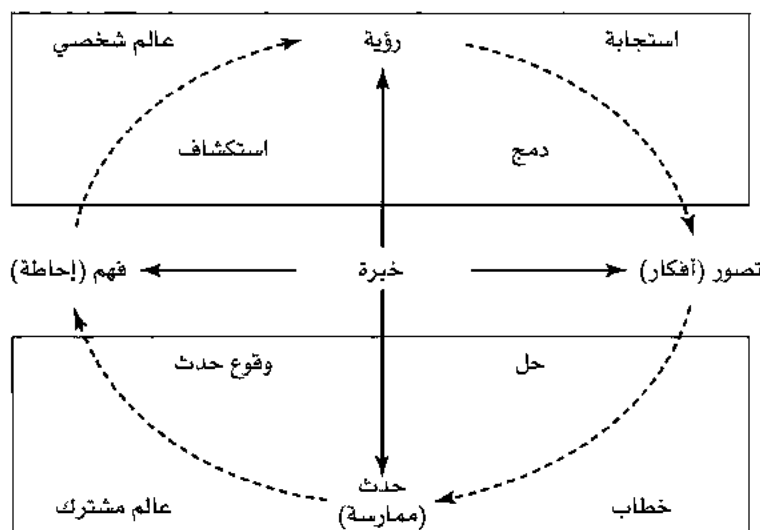 استجابة
رؤية
عالم شخصي
دمج
استكشاف
تصور (أفكار)
خبرة
فهم (إحاطة)
حل
وقوع حدث
خطاب
حدث
(ممارسة)
عالم مشترك